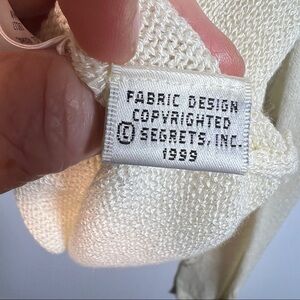 FABRIC DESIGN
COPYRIGHTED
© SEGRETS, INC.
1999